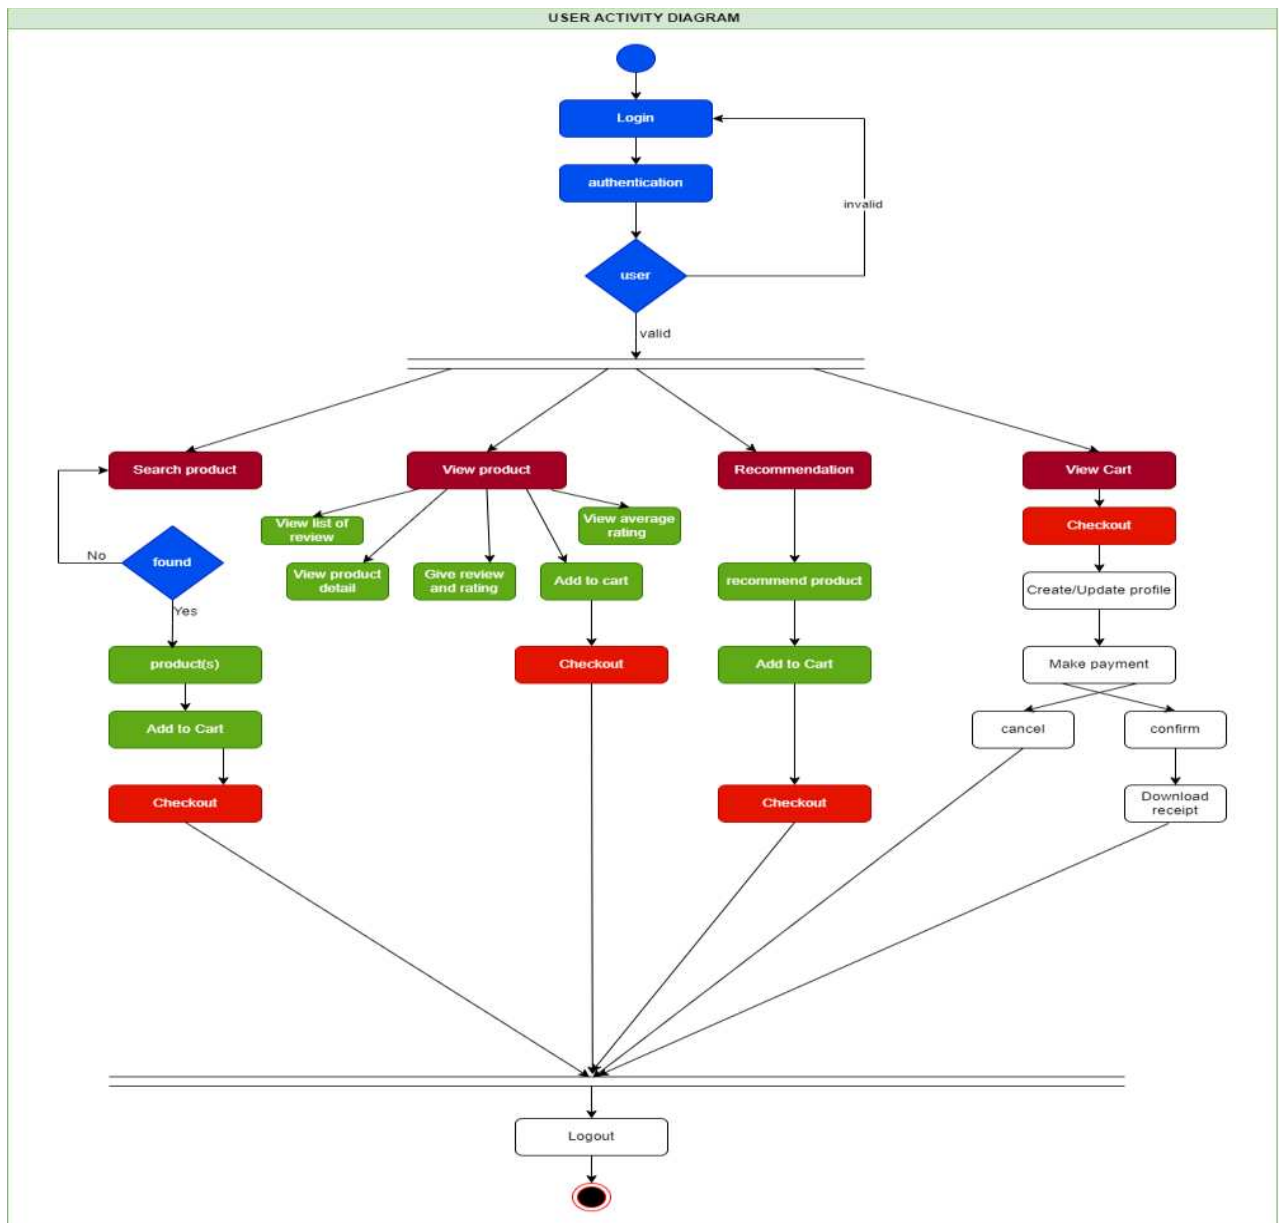 USER ACTIVITY DIAGRAM
Login
authentication
invalid
user
valid
Search product
View product
Recommendation
View Cart
View list of
review
View average
rating
Checkout
No
found
View product
detail
Give review
and rating
Add to cart
recommend product
Create/Update profile
Yes
product(s)
Checkout
Add to Cart
Make payment
Add to Cart
cancel
confirm
Checkout
Checkout
Download
receipt
Logout